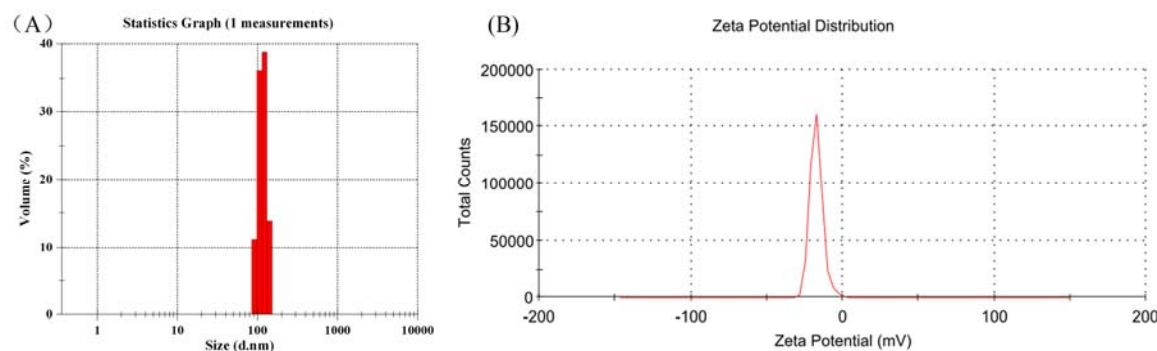 (A)
Statistics Graph (1 measurements)
40
30
20
10
0
Volume (%)
1 10 100 1000 10000
Size (d.nm)
(B)
Zeta Potential Distribution
200000
150000
100000
50000
0
Total Counts
-200 -100 0 100 200
Zeta Potential (mV)